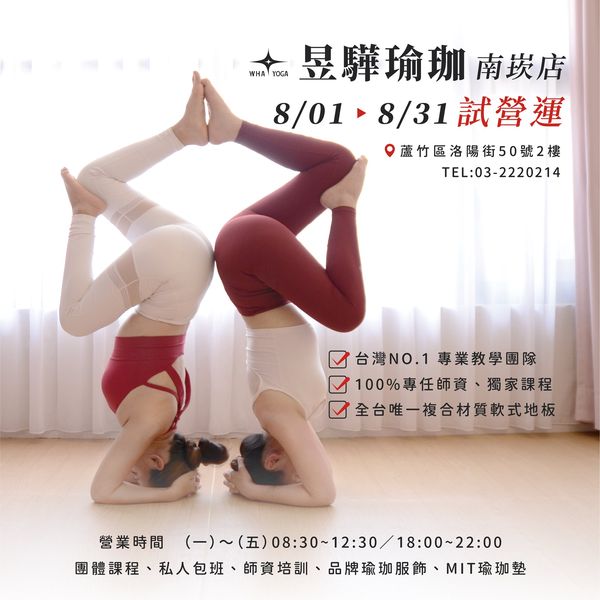 WHA YOGA
昱驊瑜珈 南崁店
8/01 ▸ 8/31 試營運
蘆竹區洛陽街50號2樓
TEL:03-2220214
台灣NO.1 專業教學團隊
100%專任師資、獨家課程
全台唯一複合材質軟式地板
營業時間 (一)～(五)08:30~12:30／18:00~22:00
團體課程、私人包班、師資培訓、品牌瑜珈服飾、MIT瑜珈墊